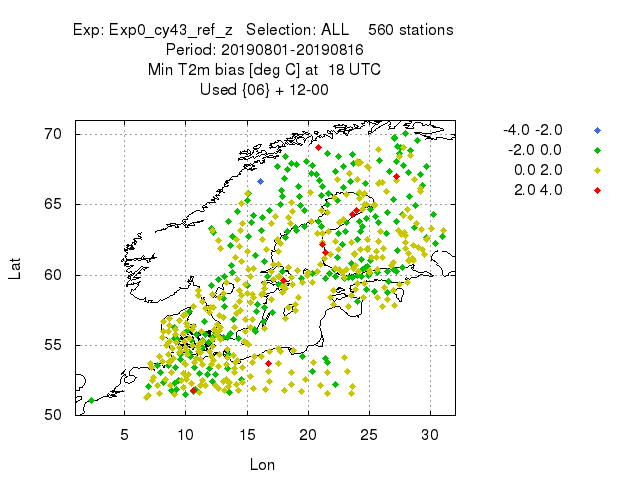 Exp: Exp0_cy43_ref_z   Selection: ALL    560 stations
Period: 20190801-20190816
Min T2m bias [deg C] at  18 UTC
Used {06} + 12-00
-4.0 -2.0
-2.0 0.0
0.0 2.0
2.0 4.0
70
65
60
55
50
Lat
5 10 15 20 25 30
Lon